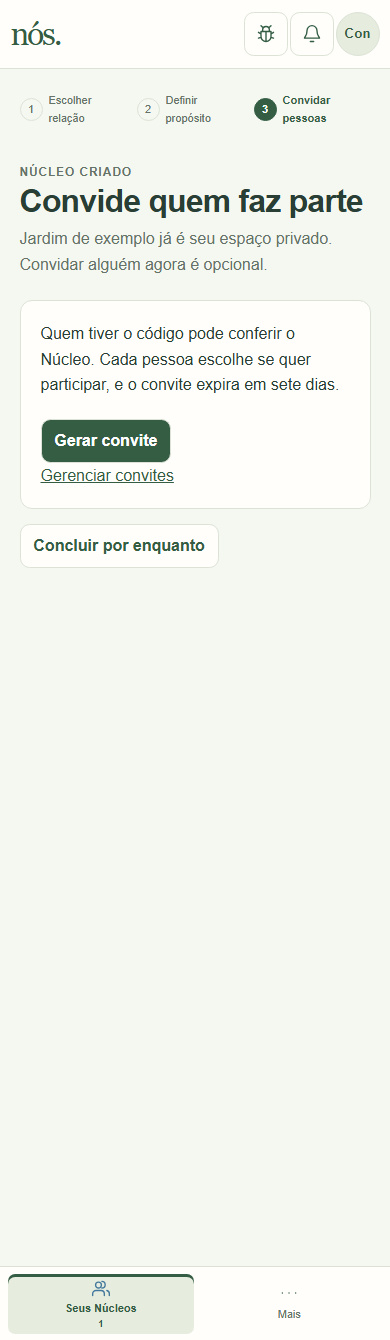 nós.
Con
1
Escolher
relação
2
Definir
propósito
3
Convidar
pessoas
NÚCLEO CRIADO
Convide quem faz parte
Jardim de exemplo já é seu espaço privado.
Convidar alguém agora é opcional.
Quem tiver o código pode conferir o
Núcleo. Cada pessoa escolhe se quer
participar, e o convite expira em sete dias.
Gerar convite
Gerenciar convites
Concluir por enquanto
Seus Núcleos
1
...
Mais